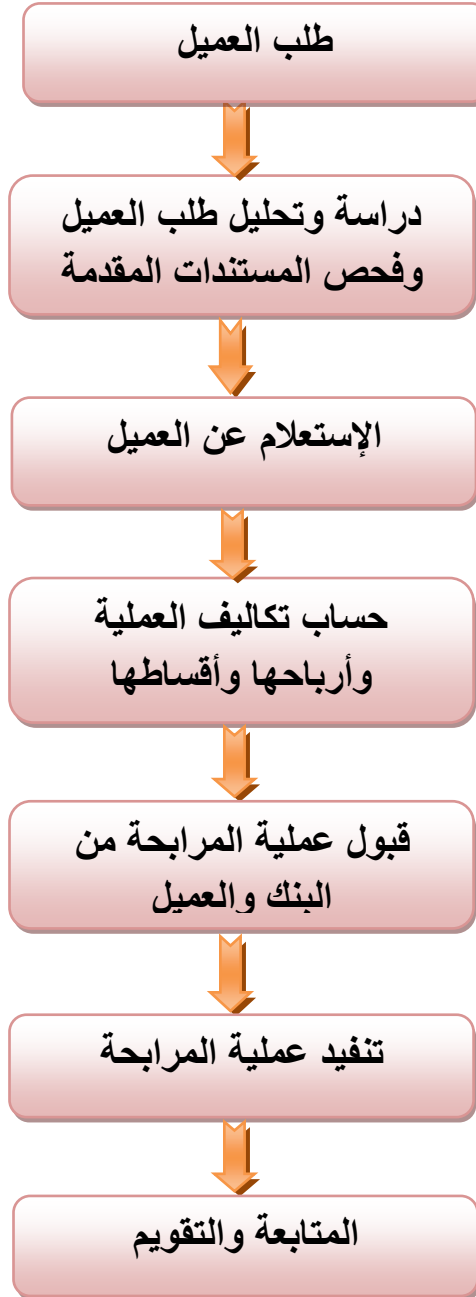 طلب العميل
دراسة وتحليل طلب العميل
وفحص المستندات المقدمة
الإستعلام عن العميل
حساب تكاليف العملية
وأرباحها وأقساطها
قبول عملية المرابحة من
البنك والعميل
تنفيد عملية المرابحة
المتابعة والتقويم